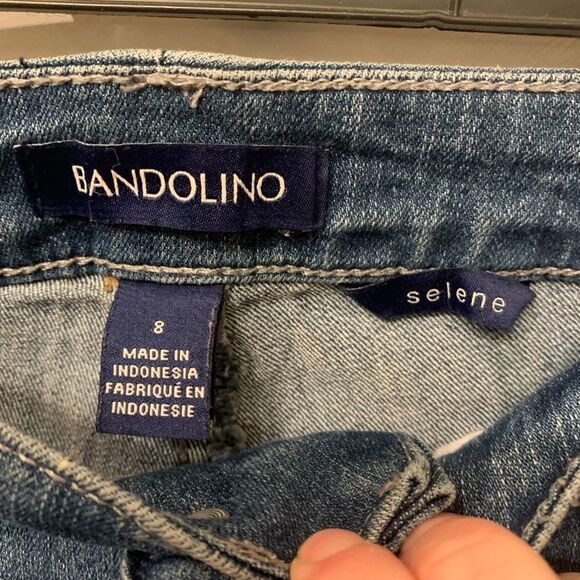 BANDOLINO
selene
8
MADE IN
INDONESIA
FABRIQUÉ EN
INDONESIE